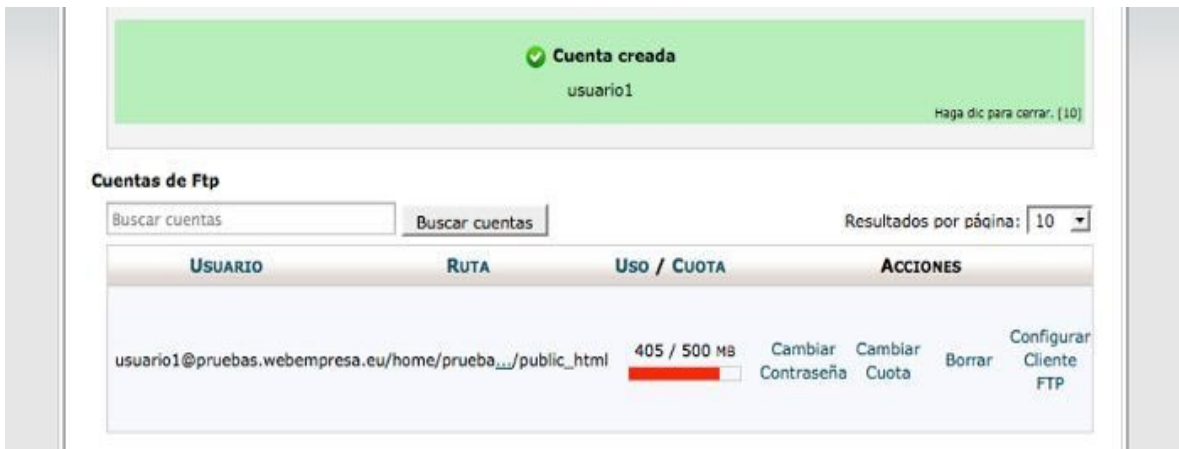 Cuenta creada
usuario1
Haga clic para cerrar. [10]
Cuentas de Ftp
Buscar cuentas Buscar cuentas Resultados por página: 10
USUARIO RUTA USO / CUOTA ACCIONES
usuario1@pruebas.webempresa.eu/home/prueba.../public_html 405 / 500 MB Cambiar Contraseña Cambiar Cuota Borrar Configurar Cliente FTP